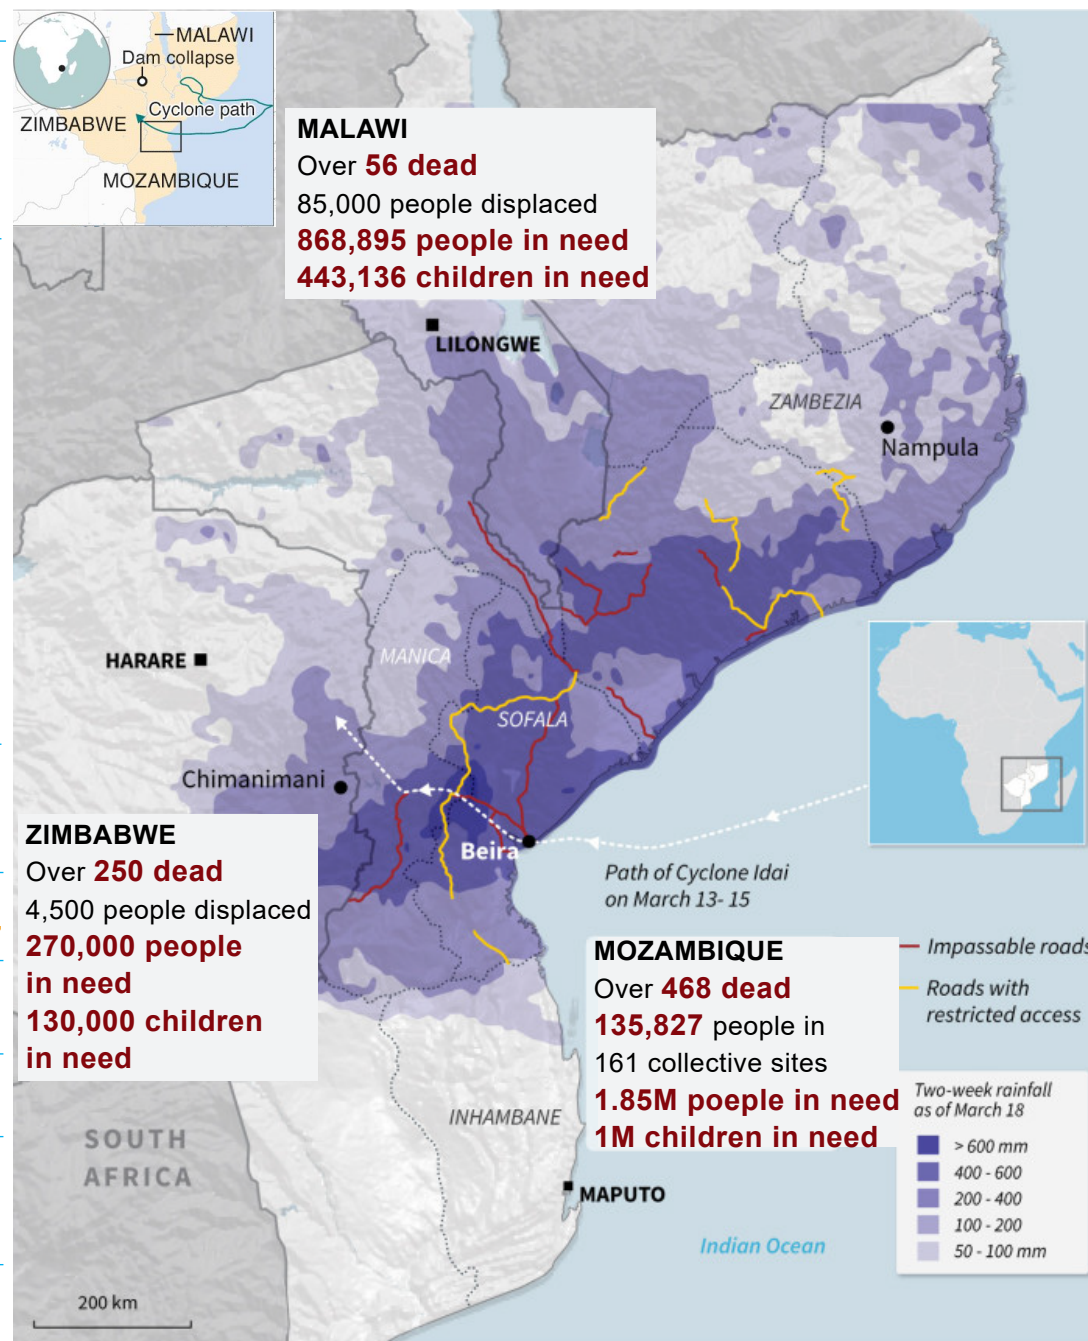 MALAWI
Dam collapse
Cyclone path
ZIMBABWE
MOZAMBIQUE
MALAWI
Over 56 dead
85,000 people displaced
868,895 people in need
443,136 children in need
LILONGWE
ZAMBEZIA
Nampula
HARARE
MANICA
SOFALA
Chimanimani
ZIMBABWE
Over 250 dead
4,500 people displaced
270,000 people
in need
130,000 children
in need
Beira
Path of Cyclone Idai
on March 13- 15
MOZAMBIQUE
Over 468 dead
135,827 people in
161 collective sites
1.85M poeple in need
1M children in need
Impassable roads
Roads with
restricted access
Two-week rainfall
as of March 18
> 600 mm
400 - 600
200 - 400
100 - 200
50 - 100 mm
INHAMBANE
SOUTH
AFRICA
MAPUTO
Indian Ocean
200 km